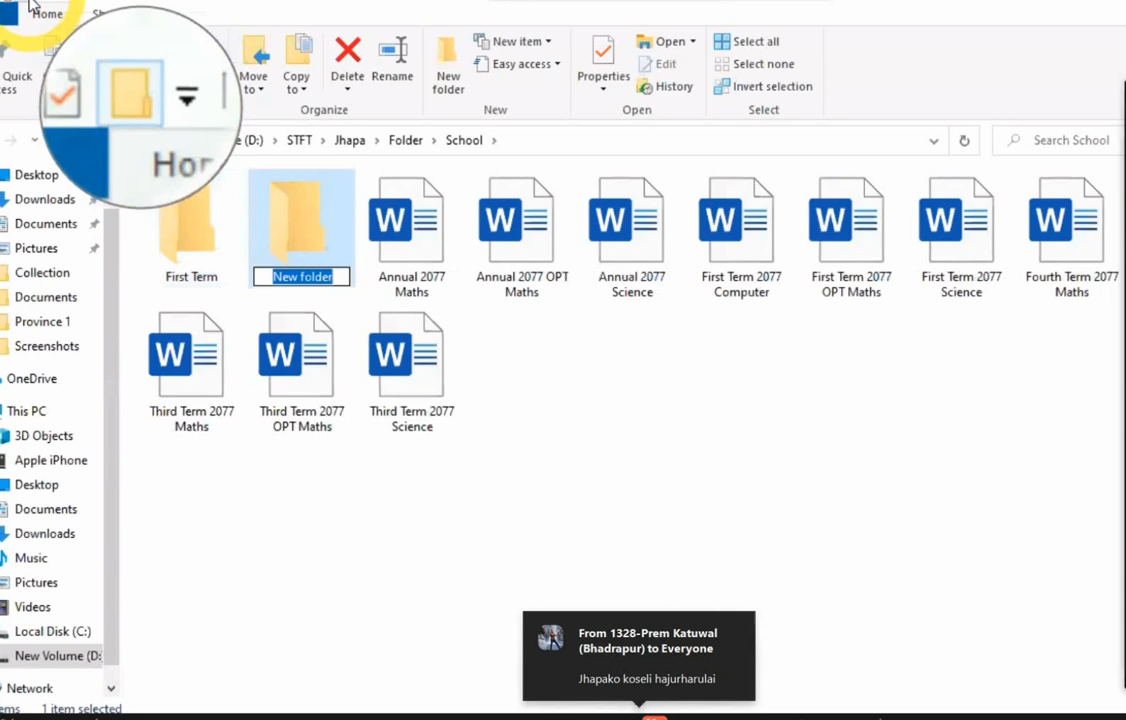 Home
Quick
Move
to
Copy
to
Delete
Rename
New
folder
New item
Easy access
Properties
Open
Edit
History
Select all
Select none
Invert selection
Organize
New
Open
Select
Hor
(D:) STFT Jhapa Folder School
Search School
Desktop
Downloads
Documents
Pictures
Collection
Documents
Province 1
Screenshots
OneDrive
This PC
3D Objects
Apple iPhone
Desktop
Documents
Downloads
Music
Pictures
Videos
Local Disk (C:)
New Volume (D:
Network
First Term
New folder
Annual 2077
Maths
Annual 2077 OPT
Maths
Annual 2077
Science
First Term 2077
Computer
First Term 2077
OPT Maths
First Term 2077
Science
Fourth Term 2077
Maths
Third Term 2077
Maths
Third Term 2077
OPT Maths
Third Term 2077
Science
From 1328-Prem Katuwal
(Bhadrapur) to Everyone
Jhapako koseli hajurharulai
1 item selected